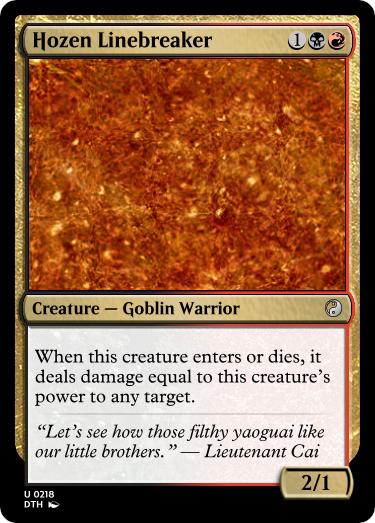 Hozen Linebreaker 1
Creature — Goblin Warrior
When this creature enters or dies, it
deals damage equal to this creature's
power to any target.
“Let's see how those filthy yaoguai like
our little brothers.” — Lieutenant Cai
2/1
U 0218
DTH